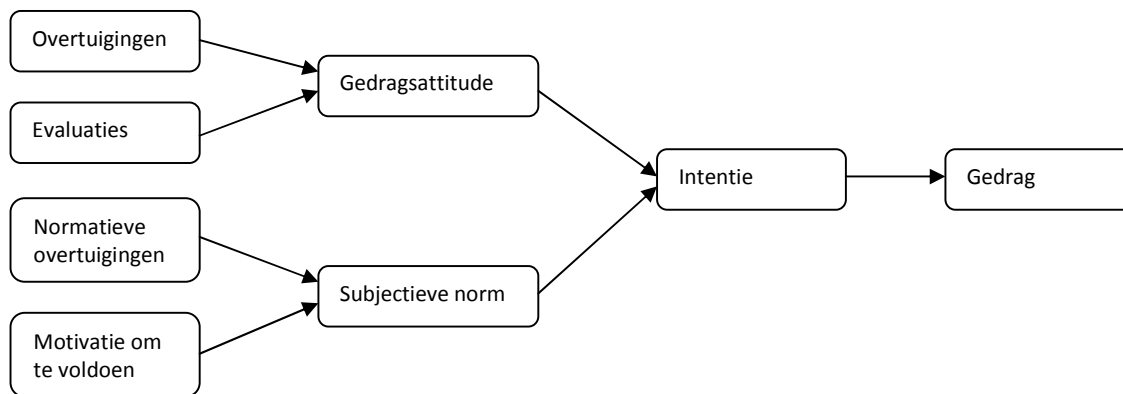 Overtuigingen
Evaluaties
Normatieve
overtuigingen
Motivatie om
te voldoen
Gedragsattitude
Subjectieve norm
Intentie
Gedrag